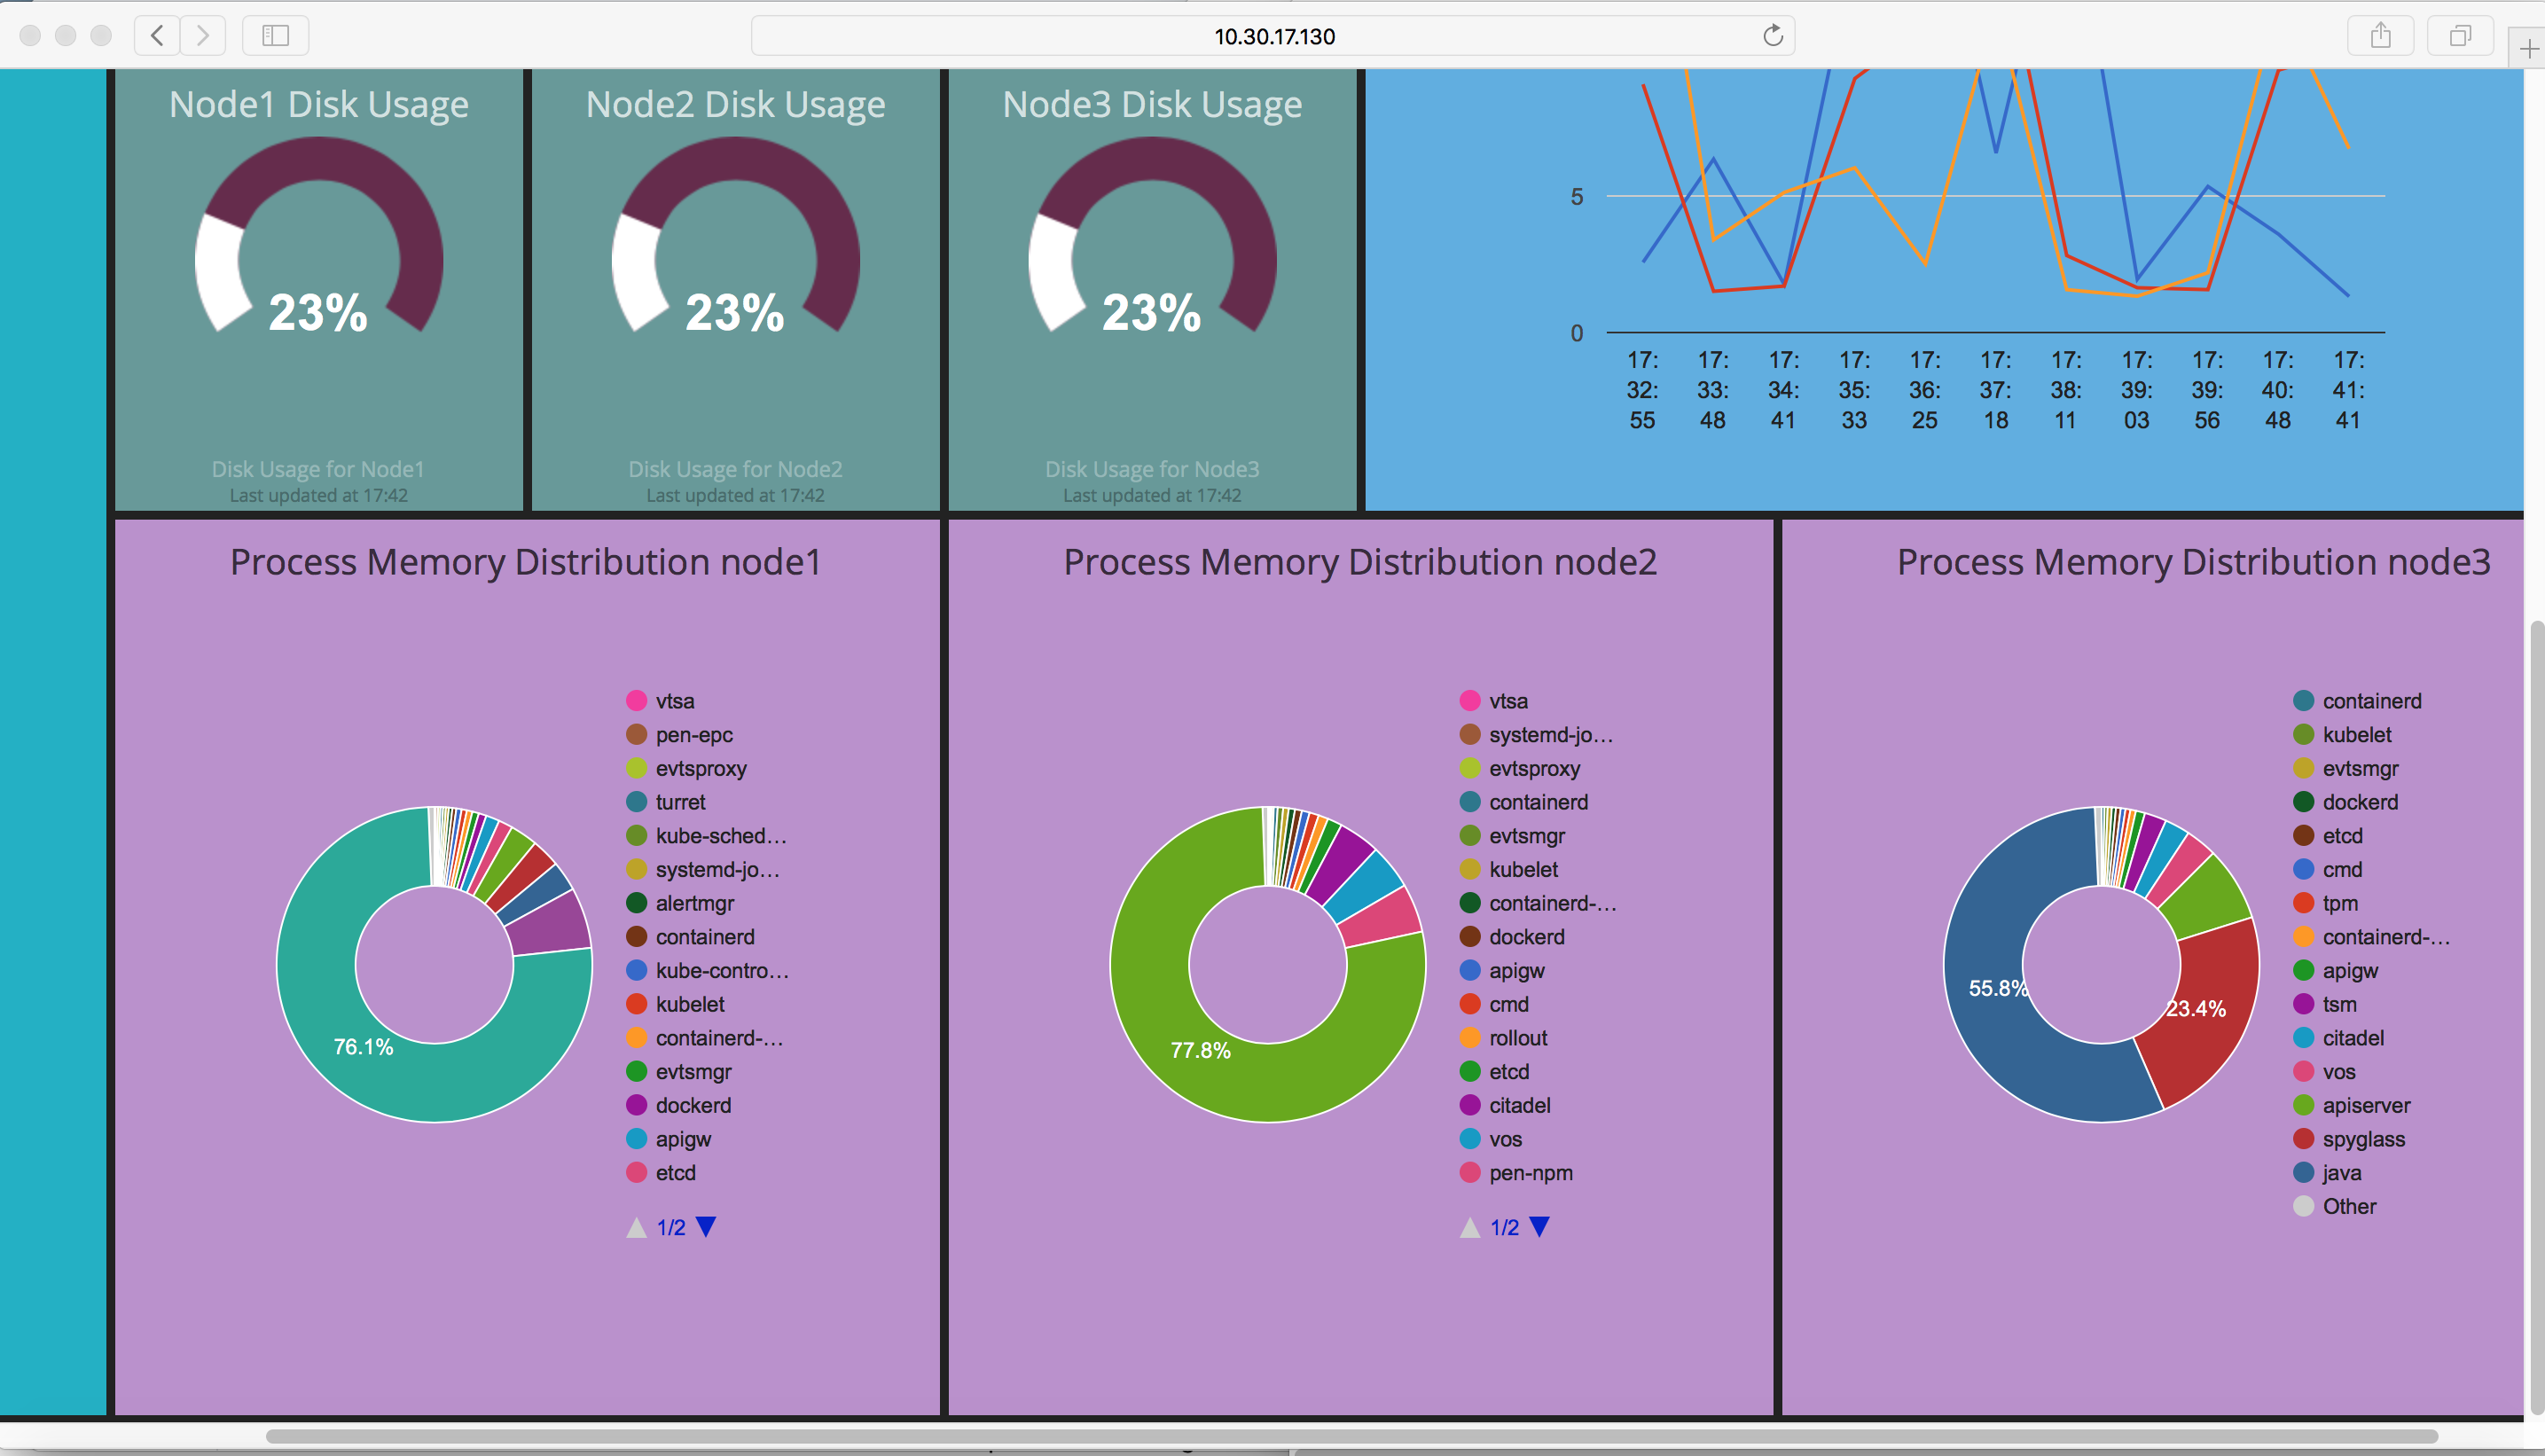 10.30.17.130
Node1 Disk Usage
23%
Disk Usage for Node1
Last updated at 17:42
Node2 Disk Usage
23%
Disk Usage for Node2
Last updated at 17:42
Node3 Disk Usage
23%
Disk Usage for Node3
Last updated at 17:42
5
0
17: 17: 17: 17: 17: 17: 17: 17: 17: 17: 17:
32: 33: 34: 35: 36: 37: 38: 39: 39: 40: 41:
55 48 41 33 25 18 11 03 56 48 41
Process Memory Distribution node1
76.1%
vtsa
pen-epc
evtsproxy
turret
kube-sched...
systemd-jo...
alertmgr
containerd
kube-contro...
kubelet
containerd-...
evtsmgr
dockerd
apigw
etcd
1/2
Process Memory Distribution node2
77.8%
vtsa
systemd-jo...
evtsproxy
containerd
evtsmgr
kubelet
containerd-...
dockerd
apigw
cmd
rollout
etcd
citadel
vos
pen-npm
1/2
Process Memory Distribution node3
55.8%
23.4%
containerd
kubelet
evtsmgr
dockerd
etcd
cmd
tpm
containerd-...
apigw
tsm
citadel
vos
apiserver
spyglass
java
Other